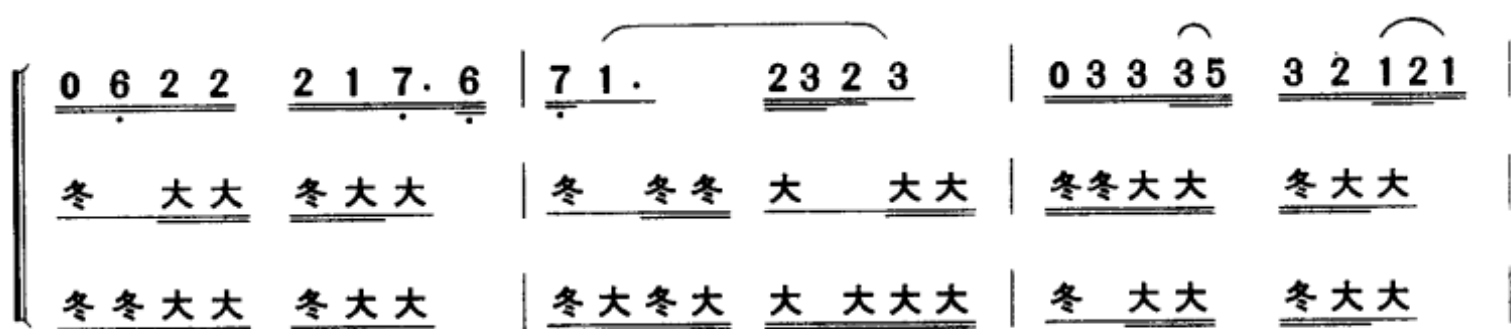 0 6 2 2 2 1 7. 6 | 7 1. 2 3 2 3 | 0 3 3 3 5 3 2 1 2 1
冬 大 大 冬 大 大 | 冬 冬 冬 大 大 大 | 冬 冬 大 大 冬 大 大 |
冬 冬 大 大 冬 大 大 | 冬 大 冬 大 大 大 大 大 | 冬 大 大 冬 大 大 |